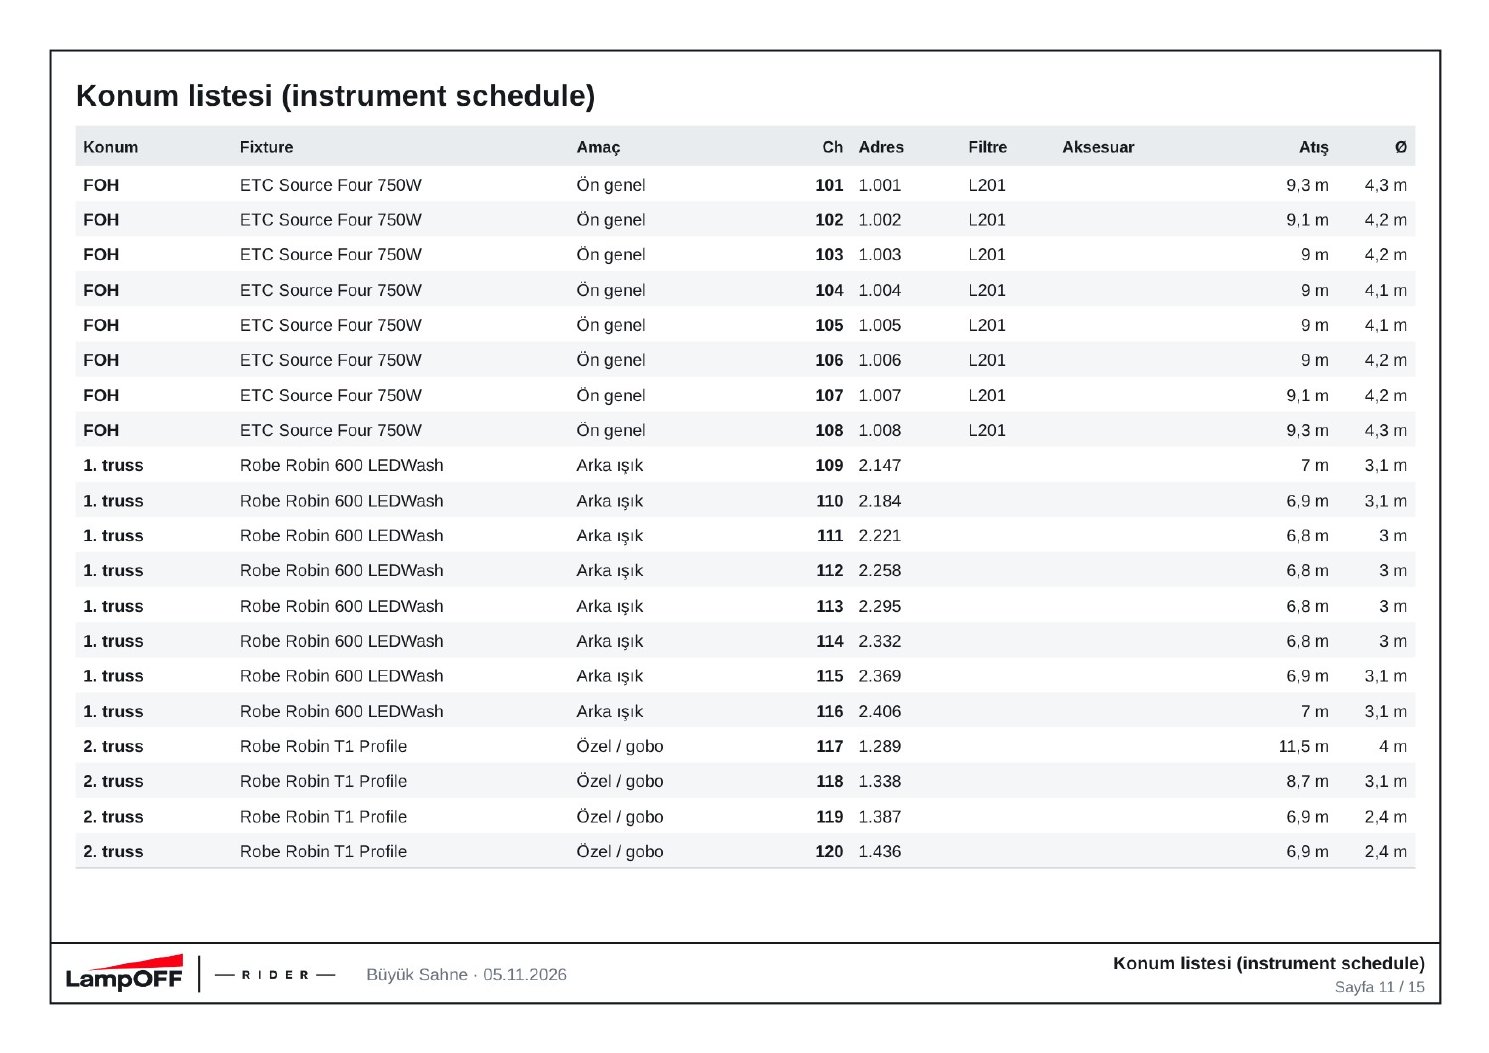 Konum listesi (instrument schedule)
Konum Fixture Amaç Ch Adres Filtre Aksesuar Atış Ø
FOH ETC Source Four 750W Ön genel 101 1.001 L201 9,3 m 4,3 m
FOH ETC Source Four 750W Ön genel 102 1.002 L201 9,1 m 4,2 m
FOH ETC Source Four 750W Ön genel 103 1.003 L201 9 m 4,2 m
FOH ETC Source Four 750W Ön genel 104 1.004 L201 9 m 4,1 m
FOH ETC Source Four 750W Ön genel 105 1.005 L201 9 m 4,1 m
FOH ETC Source Four 750W Ön genel 106 1.006 L201 9 m 4,2 m
FOH ETC Source Four 750W Ön genel 107 1.007 L201 9,1 m 4,2 m
FOH ETC Source Four 750W Ön genel 108 1.008 L201 9,3 m 4,3 m
1. truss Robe Robin 600 LEDWash Arka ışık 109 2.147 7 m 3,1 m
1. truss Robe Robin 600 LEDWash Arka ışık 110 2.184 6,9 m 3,1 m
1. truss Robe Robin 600 LEDWash Arka ışık 111 2.221 6,8 m 3 m
1. truss Robe Robin 600 LEDWash Arka ışık 112 2.258 6,8 m 3 m
1. truss Robe Robin 600 LEDWash Arka ışık 113 2.295 6,8 m 3 m
1. truss Robe Robin 600 LEDWash Arka ışık 114 2.332 6,8 m 3 m
1. truss Robe Robin 600 LEDWash Arka ışık 115 2.369 6,9 m 3,1 m
1. truss Robe Robin 600 LEDWash Arka ışık 116 2.406 7 m 3,1 m
2. truss Robe Robin T1 Profile Özel / gobo 117 1.289 11,5 m 4 m
2. truss Robe Robin T1 Profile Özel / gobo 118 1.338 8,7 m 3,1 m
2. truss Robe Robin T1 Profile Özel / gobo 119 1.387 6,9 m 2,4 m
2. truss Robe Robin T1 Profile Özel / gobo 120 1.436 6,9 m 2,4 m
LampOFF — RIDER — Büyük Sahne · 05.11.2026
Konum listesi (instrument schedule)
Sayfa 11 / 15